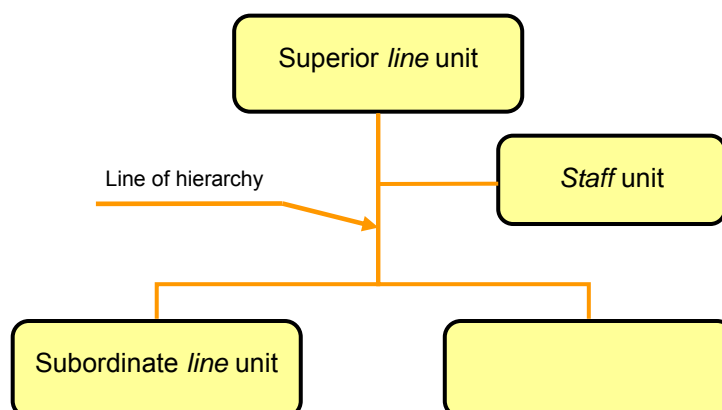 Superior line unit
Line of hierarchy
Staff unit
Subordinate line unit